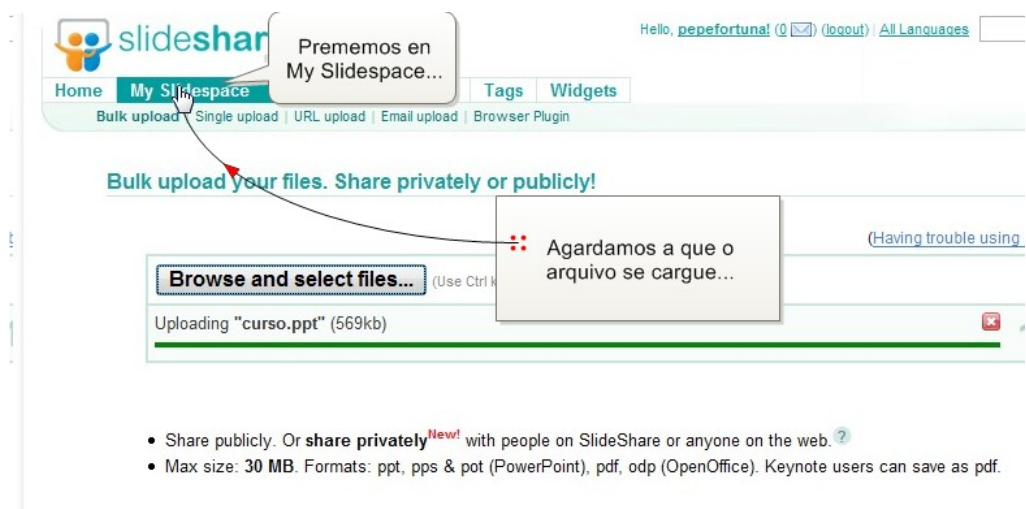 slideshar
Hello, pepefortuna! (0 ) (logout) | All Languages
Prememos en
My Slidespace...
Home My Slidespace Tags Widgets
Bulk upload | Single upload | URL upload | Email upload | Browser Plugin
Bulk upload your files. Share privately or publicly!
(Having trouble using
Agardamos a que o
arquivo se cargue...
Browse and select files... (Use Ctrl
Uploading "curso.ppt" (569kb)
Share publicly. Or share privatelyNew! with people on SlideShare or anyone on the web. ?
Max size: 30 MB. Formats: ppt, pps & pot (PowerPoint), pdf, odp (OpenOffice). Keynote users can save as pdf.